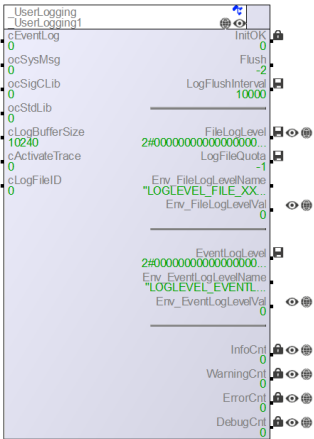 _UserLogging
_UserLogging1
cEventLog
0
InitOK
0
ocSysMsg
0
Flush
-2
ocSigCLib
0
LogFlushInterval
10000
ocStdLib
0
cLogBufferSize
10240
FileLogLevel
2#00000000000000000...
cActivateTrace
0
LogFileQuota
-1
cLogFileID
0
Env_FileLogLevelName
"LOGLEVEL_FILE_XX...
Env_FileLogLevelVal
0
EventLogLevel
2#00000000000000000...
Env_EventLogLevelName
"LOGLEVEL_EVENTL...
Env_EventLogLevelVal
0
InfoCnt
0
WarningCnt
0
ErrorCnt
0
DebugCnt
0